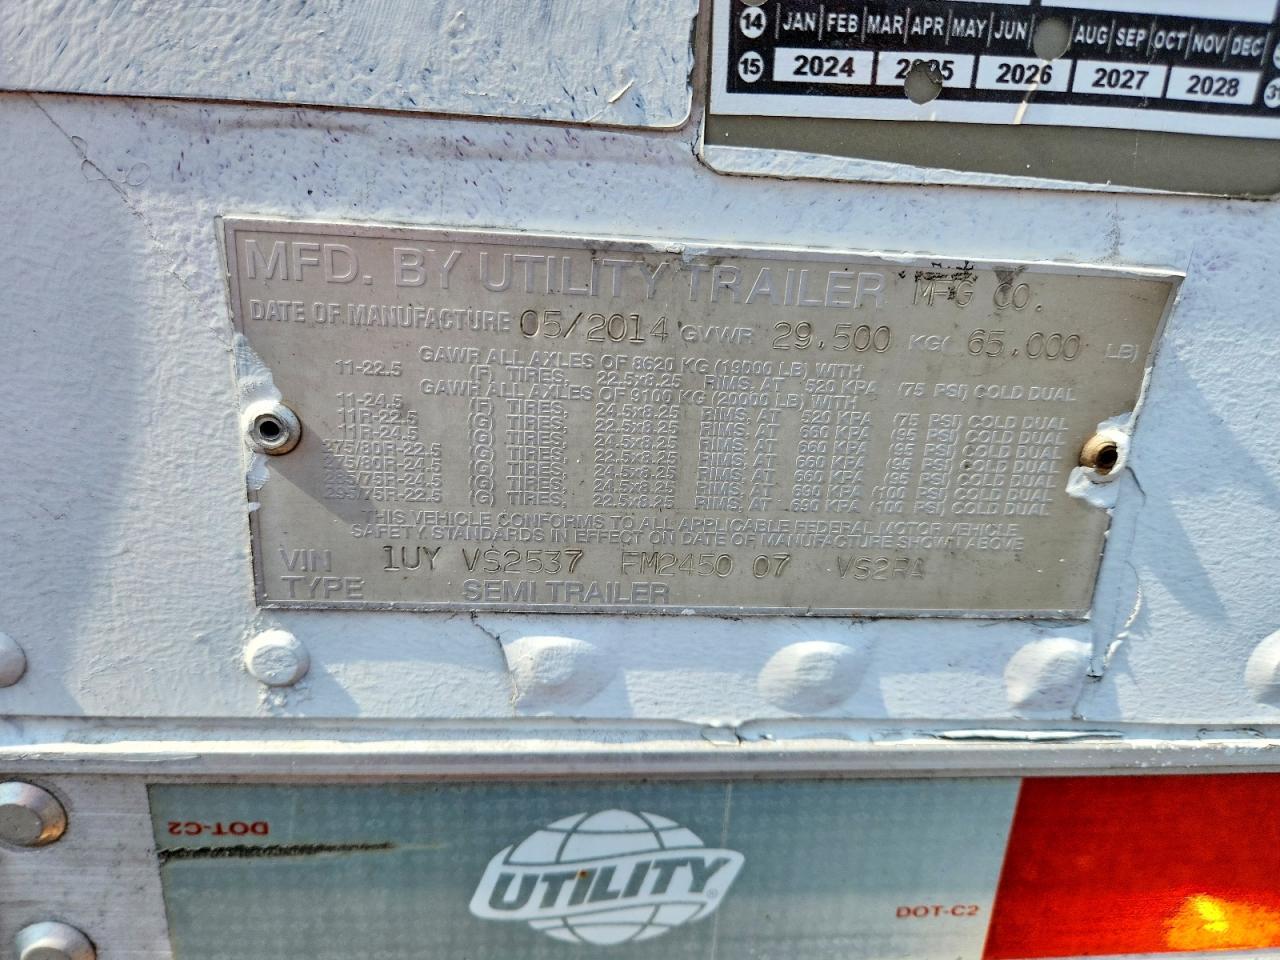 14 JAN FEB MAR APR MAY JUN AUG SEP OCT NOV DEC
15 2024 2025 2026 2027 2028 31
MFD. BY UTILITY TRAILER MFG CO.
DATE OF MANUFACTURE 05/2014 GVWR 29,500 KG( 65,000 LB)
GAWR ALL AXLES OF 8620 KG (19000 LB) WITH
11-22.5 (F) TIRES, 22.5x8.25 RIMS, AT 520 KPA (75 PSI) COLD DUAL
GAWR ALL AXLES OF 9100 KG (20000 LB) WITH
11-24.5 (F) TIRES, 24.5x8.25 RIMS, AT 520 KPA (75 PSI) COLD DUAL
11R-22.5 (G) TIRES, 22.5x8.25 RIMS, AT 660 KPA (95 PSI) COLD DUAL
11R-24.5 (G) TIRES, 24.5x8.25 RIMS, AT 660 KPA (95 PSI) COLD DUAL
275/80R-22.5 (G) TIRES, 22.5x8.25 RIMS, AT 660 KPA (95 PSI) COLD DUAL
275/80R-24.5 (G) TIRES, 24.5x8.25 RIMS, AT 660 KPA (95 PSI) COLD DUAL
285/75R-24.5 (G) TIRES, 24.5x8.25 RIMS, AT 690 KPA (100 PSI) COLD DUAL
295/75R-22.5 (G) TIRES, 22.5x8.25 RIMS, AT 690 KPA (100 PSI) COLD DUAL
THIS VEHICLE CONFORMS TO ALL APPLICABLE FEDERAL MOTOR VEHICLE
SAFETY STANDARDS IN EFFECT ON DATE OF MANUFACTURE SHOWN ABOVE
VIN 1UY VS2537 FM2450 07 VS2RA
TYPE SEMI TRAILER
DOT-C2
UTILITY®
DOT-C2